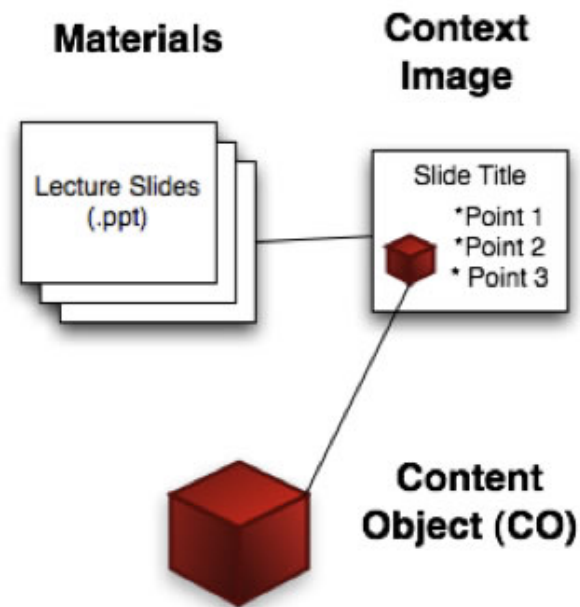 Materials
Context
Image
Lecture Slides
(.ppt)
Slide Title
*Point 1
*Point 2
* Point 3
Content
Object (CO)